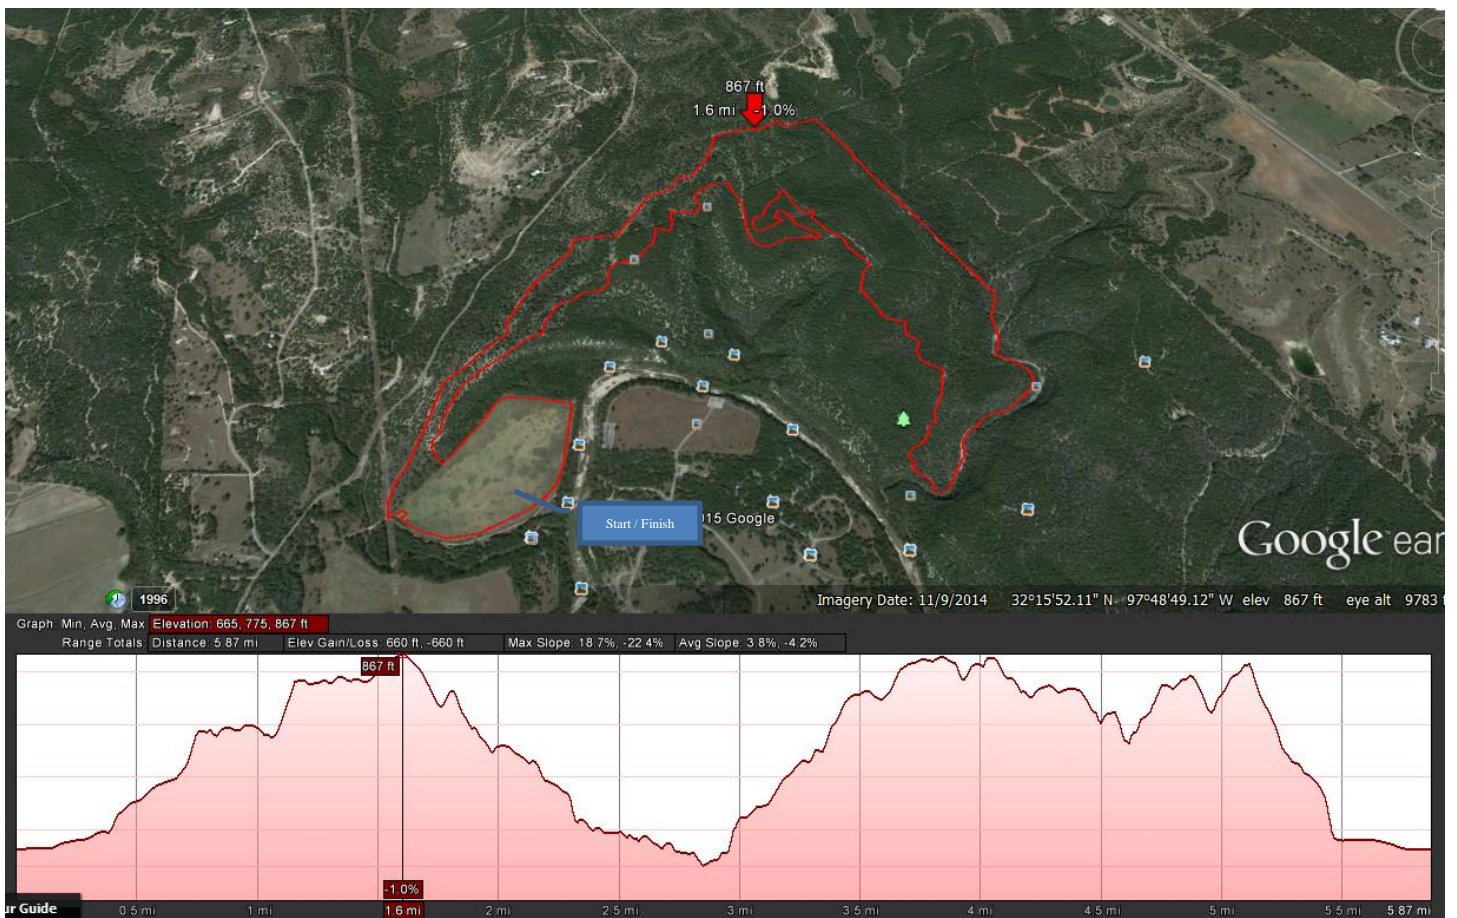 867 ft
1.6 mi -1.0%
Start / Finish
15 Google
Google ear
1996
Imagery Date: 11/9/2014 32°15'52.11" N 97°48'49.12" W elev 867 ft eye alt 9783 f
Graph: Min, Avg, Max Elevation: 665, 775, 867 ft
Range Totals: Distance: 5.87 mi Elev Gain/Loss: 660 ft, -660 ft Max Slope: 18.7%, -22.4% Avg Slope: 3.8%, -4.2%
867 ft
-1.0%
ur Guide 0.5 mi 1 mi 1.6 mi 2 mi 2.5 mi 3 mi 3.5 mi 4 mi 4.5 mi 5 mi 5.5 mi 5.87 mi